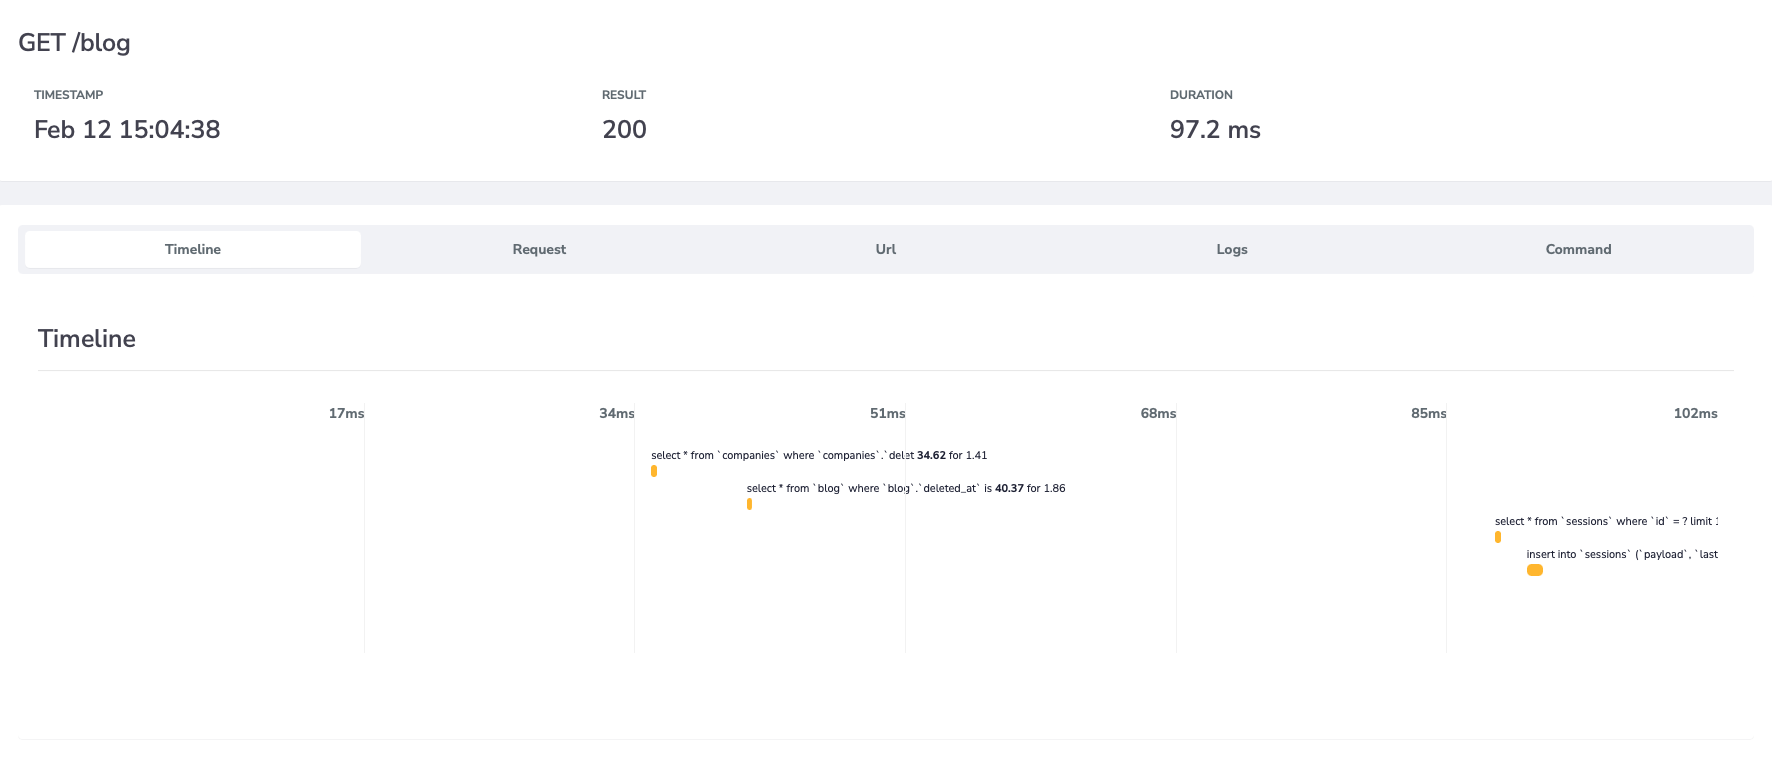 GET /blog
TIMESTAMP RESULT DURATION
Feb 12 15:04:38 200 97.2 ms
Timeline Request Url Logs Command
Timeline
17ms 34ms 51ms 68ms 85ms 102ms
select * from `companies` where `companies`.`delet 34.62 for 1.41
select * from `blog` where `blog`.`deleted_at` is 40.37 for 1.86
select * from `sessions` where `id` = ? limit 1
insert into `sessions` (`payload`, `last